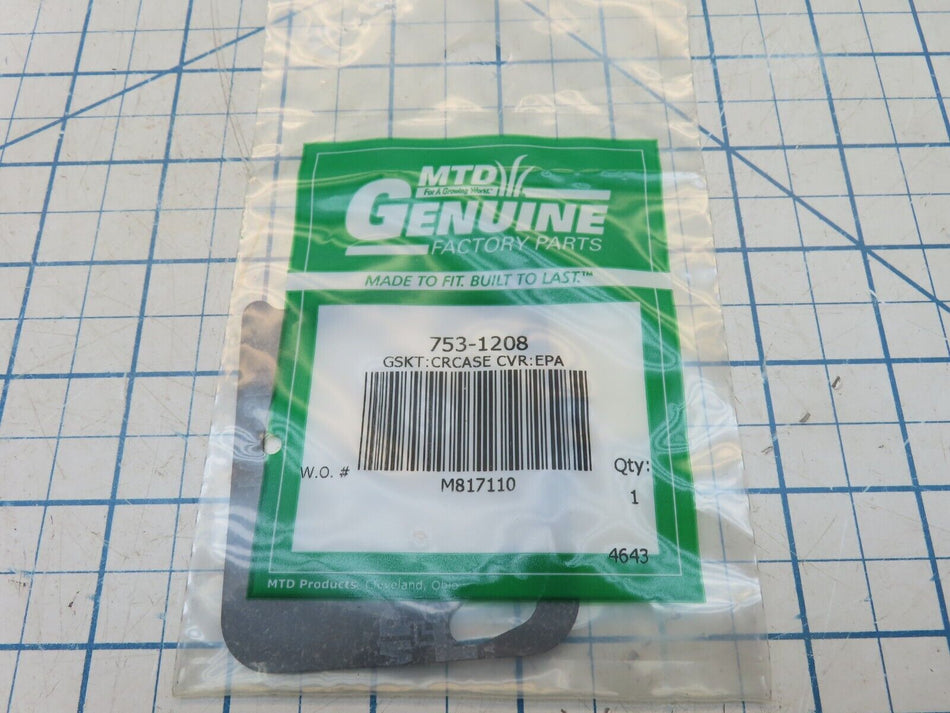 MTD
For A Growing World.™
GENUINE
FACTORY PARTS
MADE TO FIT. BUILT TO LAST.™
753-1208
GSKT:CRCASE CVR:EPA
W.O. #
M817110
Qty:
1
4643
MTD Products Cleveland, Ohio